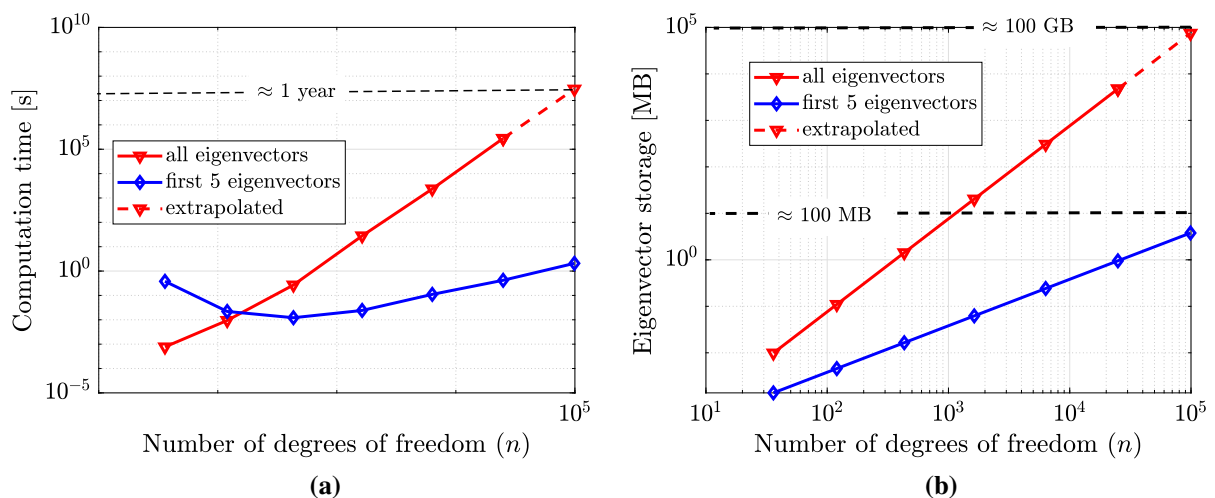 10^10
10^5
10^0
10^−5
Computation time [s]
≈ 1 year
all eigenvectors
first 5 eigenvectors
extrapolated
10^5
Number of degrees of freedom (n)
(a)
10^5
10^0
Eigenvector storage [MB]
≈ 100 GB
all eigenvectors
first 5 eigenvectors
extrapolated
≈ 100 MB
10^1
10^2
10^3
10^4
10^5
Number of degrees of freedom (n)
(b)